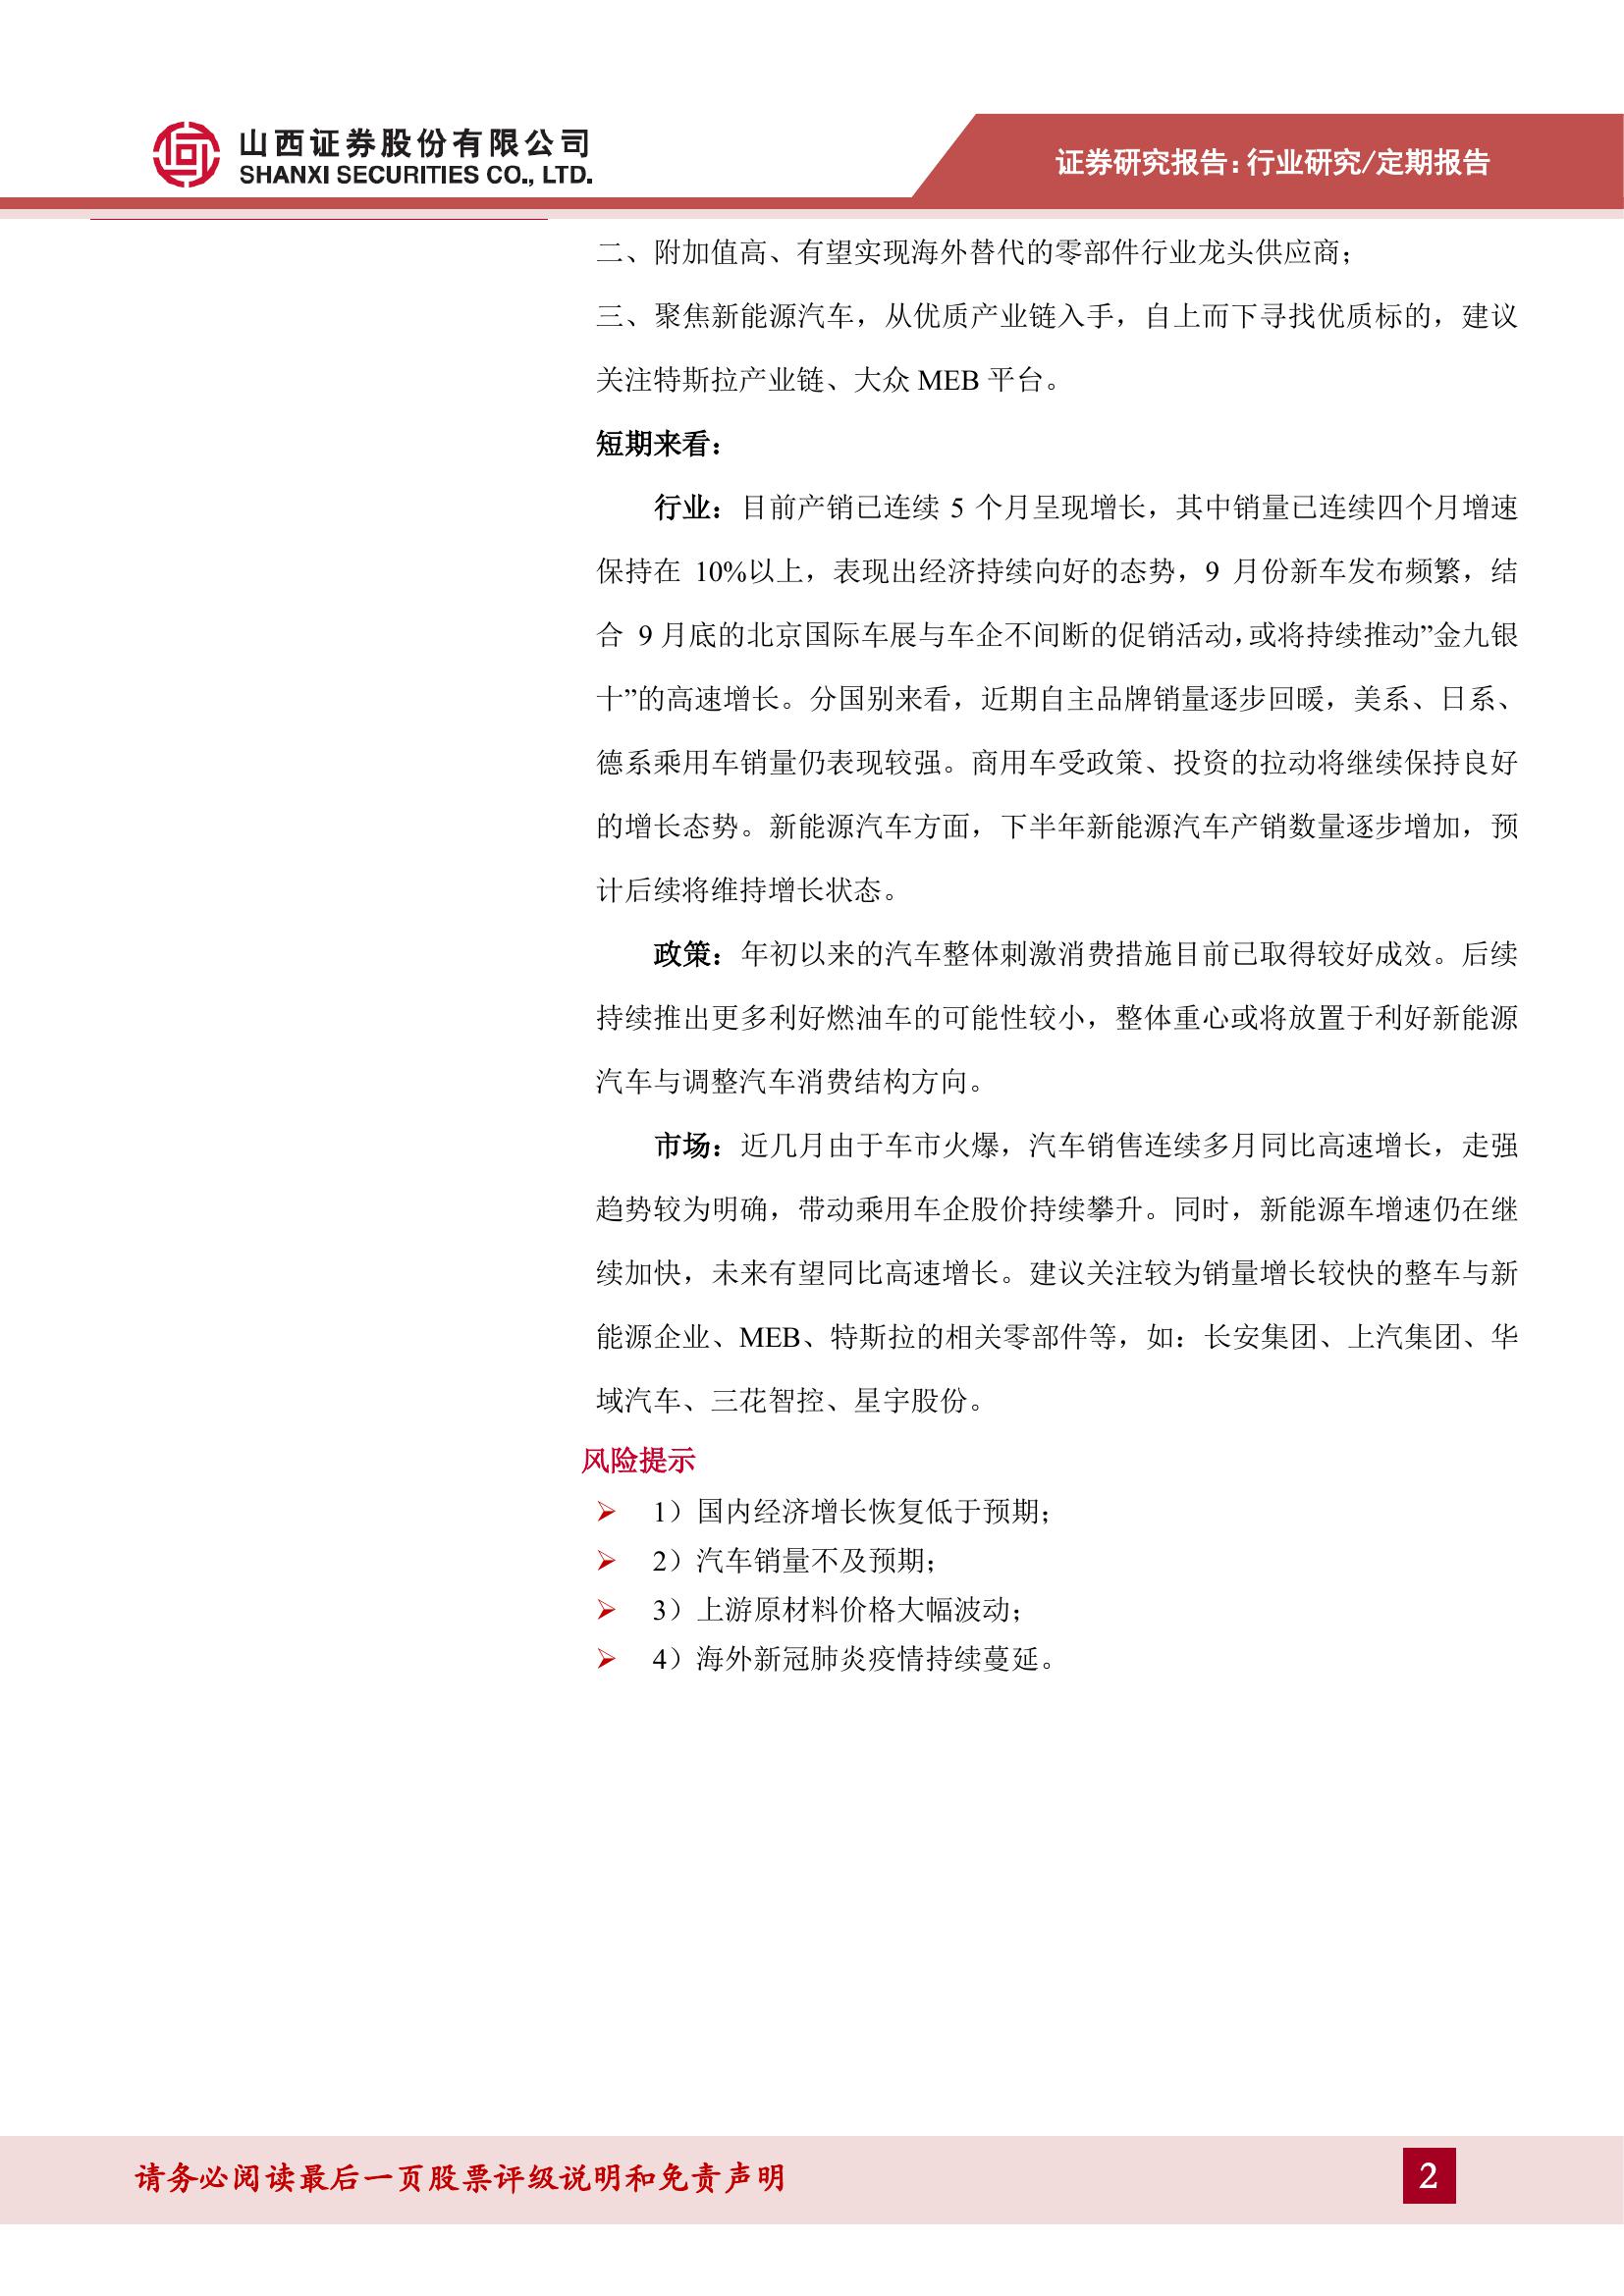 山西证券股份有限公司
SHANXI SECURITIES CO., LTD.
证券研究报告：行业研究/定期报告
二、附加值高、有望实现海外替代的零部件行业龙头供应商；
三、聚焦新能源汽车，从优质产业链入手，自上而下寻找优质标的，建议
关注特斯拉产业链、大众 MEB 平台。
短期来看：
行业：目前产销已连续 5 个月呈现增长，其中销量已连续四个月增速
保持在 10%以上，表现出经济持续向好的态势，9 月份新车发布频繁，结
合 9 月底的北京国际车展与车企不间断的促销活动，或将持续推动”金九银
十”的高速增长。分国别来看，近期自主品牌销量逐步回暖，美系、日系、
德系乘用车销量仍表现较强。商用车受政策、投资的拉动将继续保持良好
的增长态势。新能源汽车方面，下半年新能源汽车产销数量逐步增加，预
计后续将维持增长状态。
政策：年初以来的汽车整体刺激消费措施目前已取得较好成效。后续
持续推出更多利好燃油车的可能性较小，整体重心或将放置于利好新能源
汽车与调整汽车消费结构方向。
市场：近几月由于车市火爆，汽车销售连续多月同比高速增长，走强
趋势较为明确，带动乘用车企股价持续攀升。同时，新能源车增速仍在继
续加快，未来有望同比高速增长。建议关注较为销量增长较快的整车与新
能源企业、MEB、特斯拉的相关零部件等，如：长安集团、上汽集团、华
域汽车、三花智控、星宇股份。
风险提示
➢ 1）国内经济增长恢复低于预期；
➢ 2）汽车销量不及预期；
➢ 3）上游原材料价格大幅波动；
➢ 4）海外新冠肺炎疫情持续蔓延。
请务必阅读最后一页股票评级说明和免责声明
2